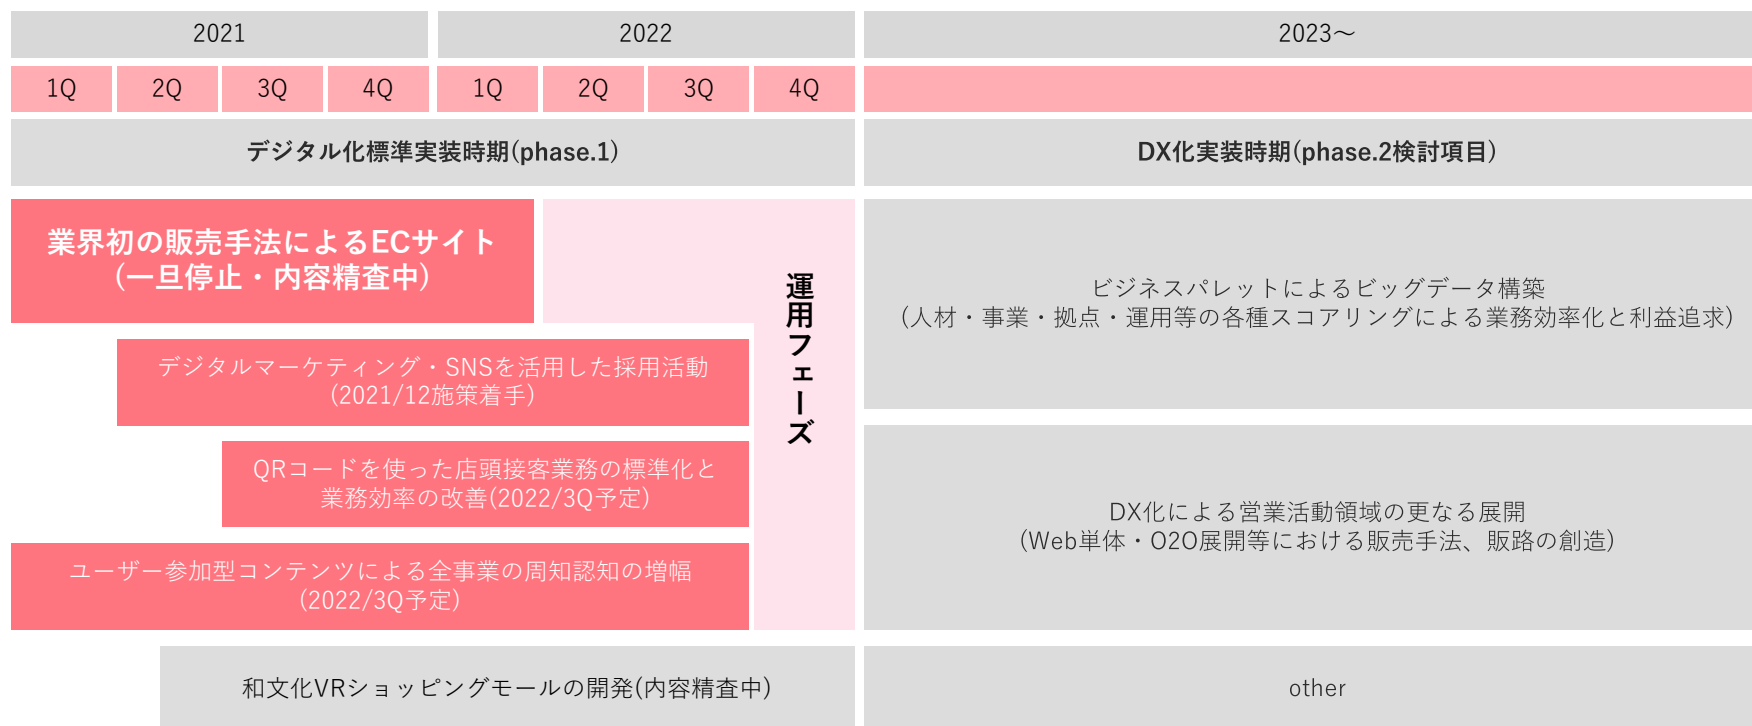 2021
2022
2023～
1Q
2Q
3Q
4Q
1Q
2Q
3Q
4Q
デジタル化標準実装時期(phase.1)
DX化実装時期(phase.2検討項目)
業界初の販売手法によるECサイト
(一旦停止・内容精査中)
運用フェーズ
ビジネスパレットによるビッグデータ構築
(人材・事業・拠点・運用等の各種スコアリングによる業務効率化と利益追求)
デジタルマーケティング・SNSを活用した採用活動
(2021/12施策着手)
QRコードを使った店頭接客業務の標準化と
業務効率の改善(2022/3Q予定)
DX化による営業活動領域の更なる展開
(Web単体・O2O展開等における販売手法、販路の創造)
ユーザー参加型コンテンツによる全事業の周知認知の増幅
(2022/3Q予定)
和文化VRショッピングモールの開発(内容精査中)
other